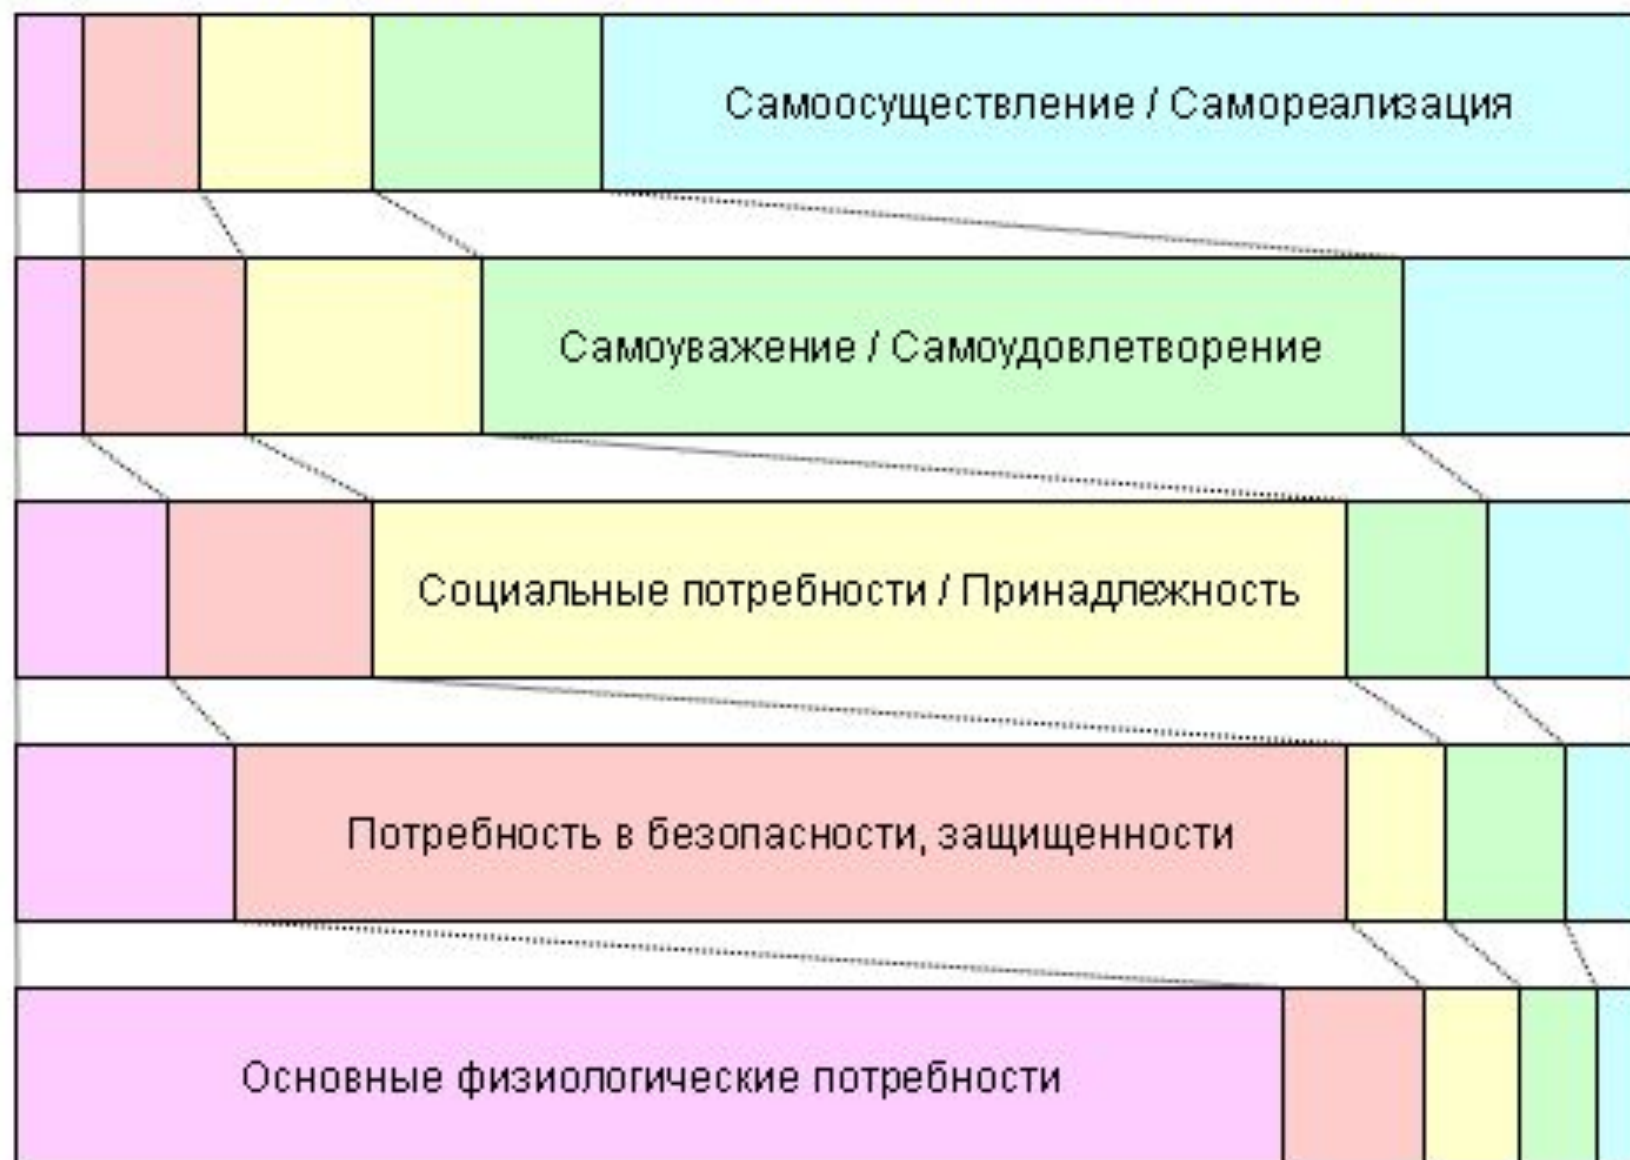 Самоосуществление / Самореализация
Самоуважение / Самоудовлетворение
Социальные потребности / Принадлежность
Потребность в безопасности, защищенности
Основные физиологические потребности